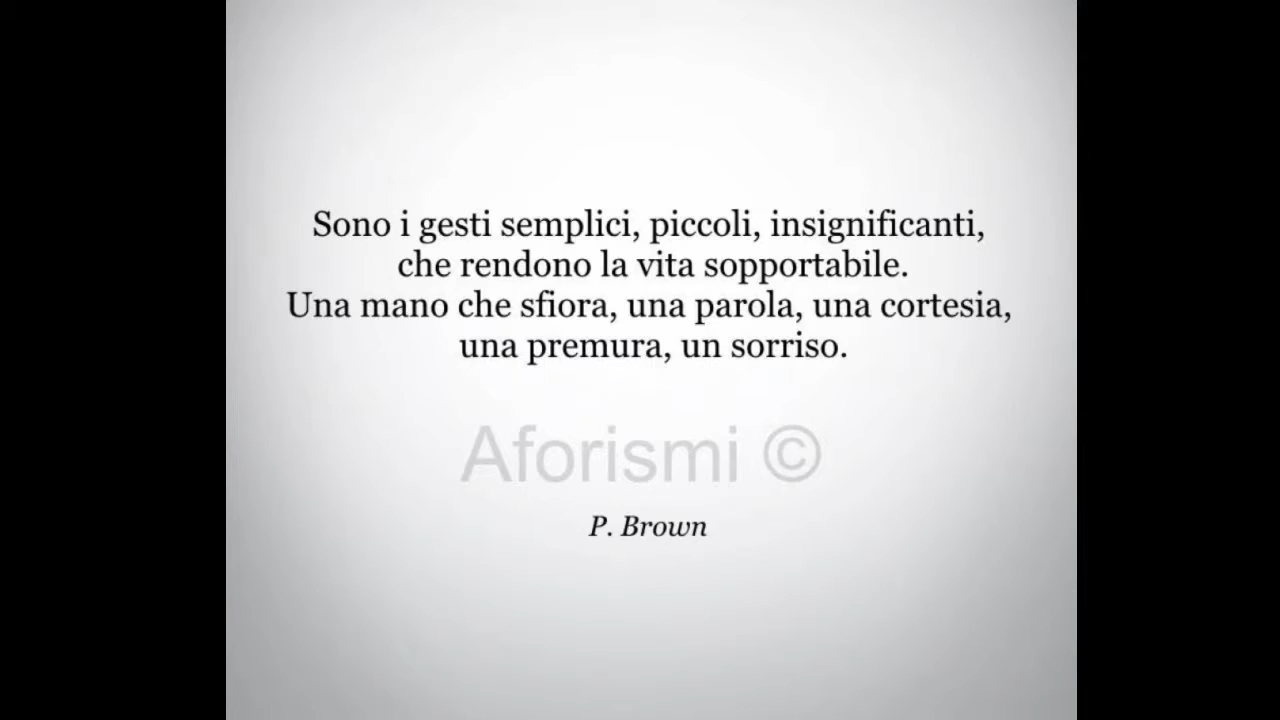 Sono i gesti semplici, piccoli, insignificanti,
che rendono la vita sopportabile.
Una mano che sfiora, una parola, una cortesia,
una premura, un sorriso.
Aforismi ©
P. Brown